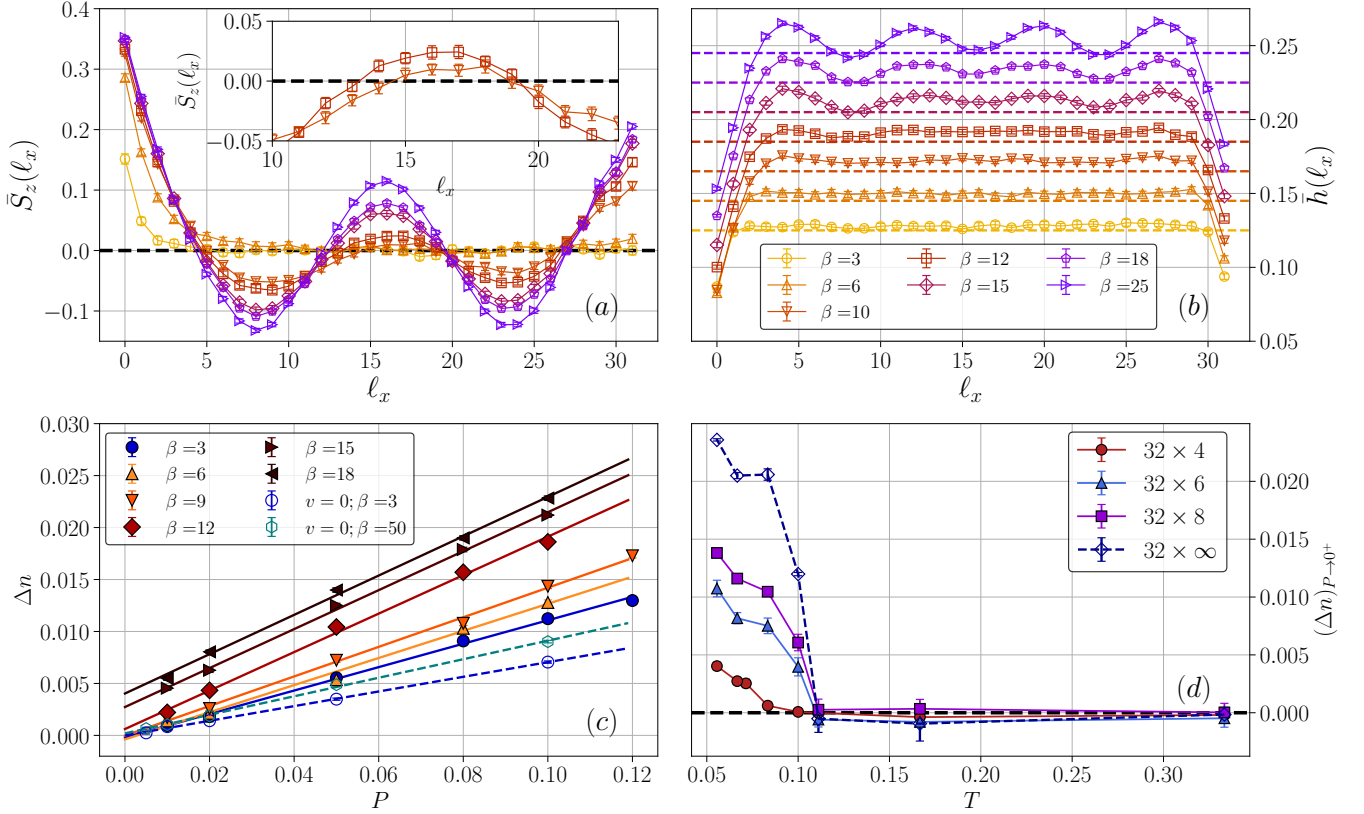 0.4
0.3
0.2
0.1
0.0
−0.1
S̄z(ℓx)
0 5 10 15 20 25 30
ℓx
(a)
0.05
0.00
−0.05
S̄z(ℓx)
10 15 20
ℓx
0.25
0.20
0.15
0.10
0.05
h̄(ℓx)
0 5 10 15 20 25 30
ℓx
(b)
β = 3 β = 12 β = 18
β = 6 β = 15 β = 25
β = 10
0.030
0.025
0.020
0.015
0.010
0.005
0.000
Δn
0.00 0.02 0.04 0.06 0.08 0.10 0.12
P
(c)
β = 3 β = 15
β = 6 β = 18
β = 9 v = 0; β = 3
β = 12 v = 0; β = 50
0.020
0.015
0.010
0.005
0.000
(Δn)P→0+
0.05 0.10 0.15 0.20 0.25 0.30
T
(d)
32 × 4
32 × 6
32 × 8
32 × ∞